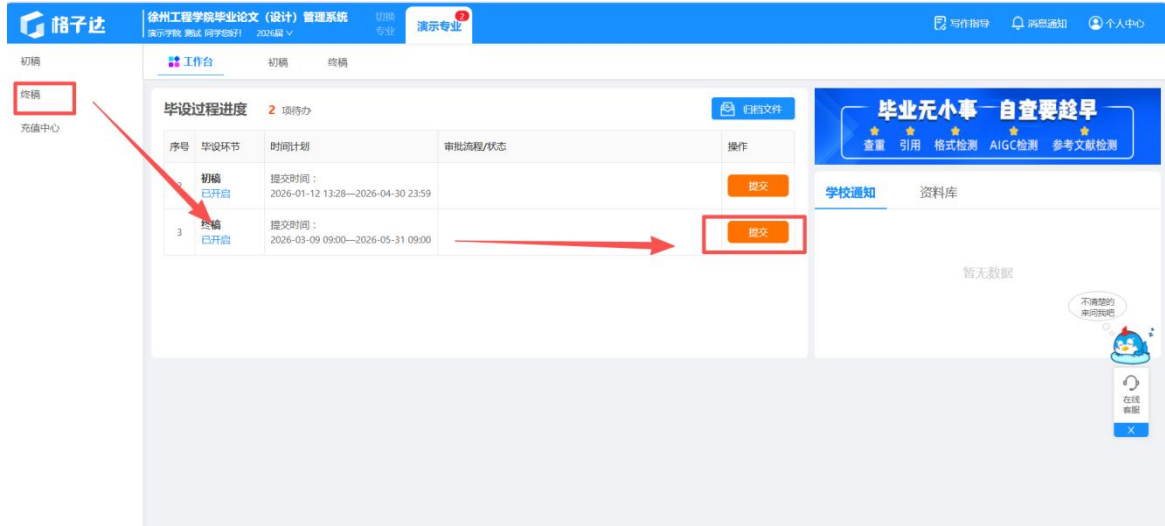 格子达
徐州工程学院毕业论文（设计）管理系统
演示学院 测试 同学您好! 2026届
切换
专业
演示专业
2
写作指导
消息通知
个人中心
初稿
终稿
充值中心
工作台
初稿
终稿
毕设过程进度 2 项待办
归档文件
序号 毕设环节 时间计划 审批流程/状态 操作
初稿
已开启
提交时间：
2026-01-12 13:28—2026-04-30 23:59
提交
3
终稿
已开启
提交时间：
2026-03-09 09:00—2026-05-31 09:00
提交
毕业无小事 自查要趁早
查重 引用 格式检测 AIGC检测 参考文献检测
学校通知 资料库
暂无数据
不清楚的
来问我吧
在线
客服
X